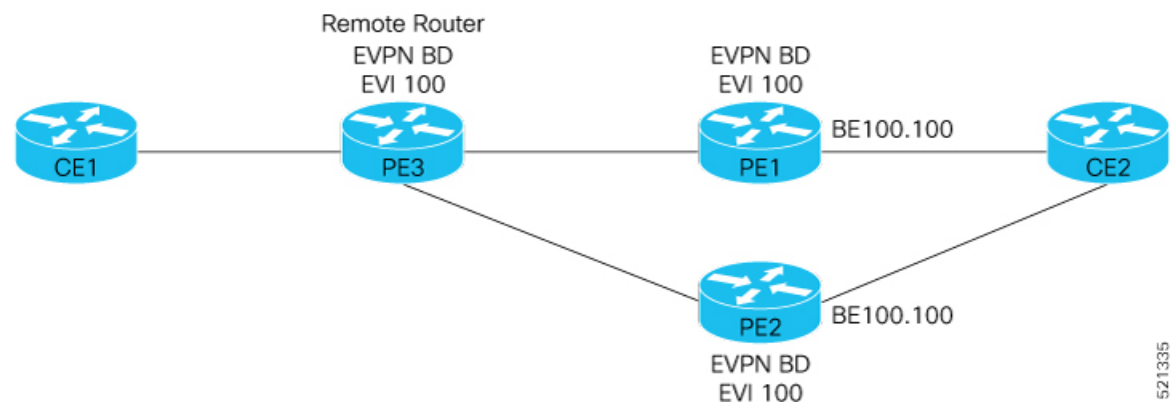 Remote Router
EVPN BD
EVI 100
EVPN BD
EVI 100
BE100.100
CE1
PE3
PE1
CE2
PE2
BE100.100
EVPN BD
EVI 100
521335